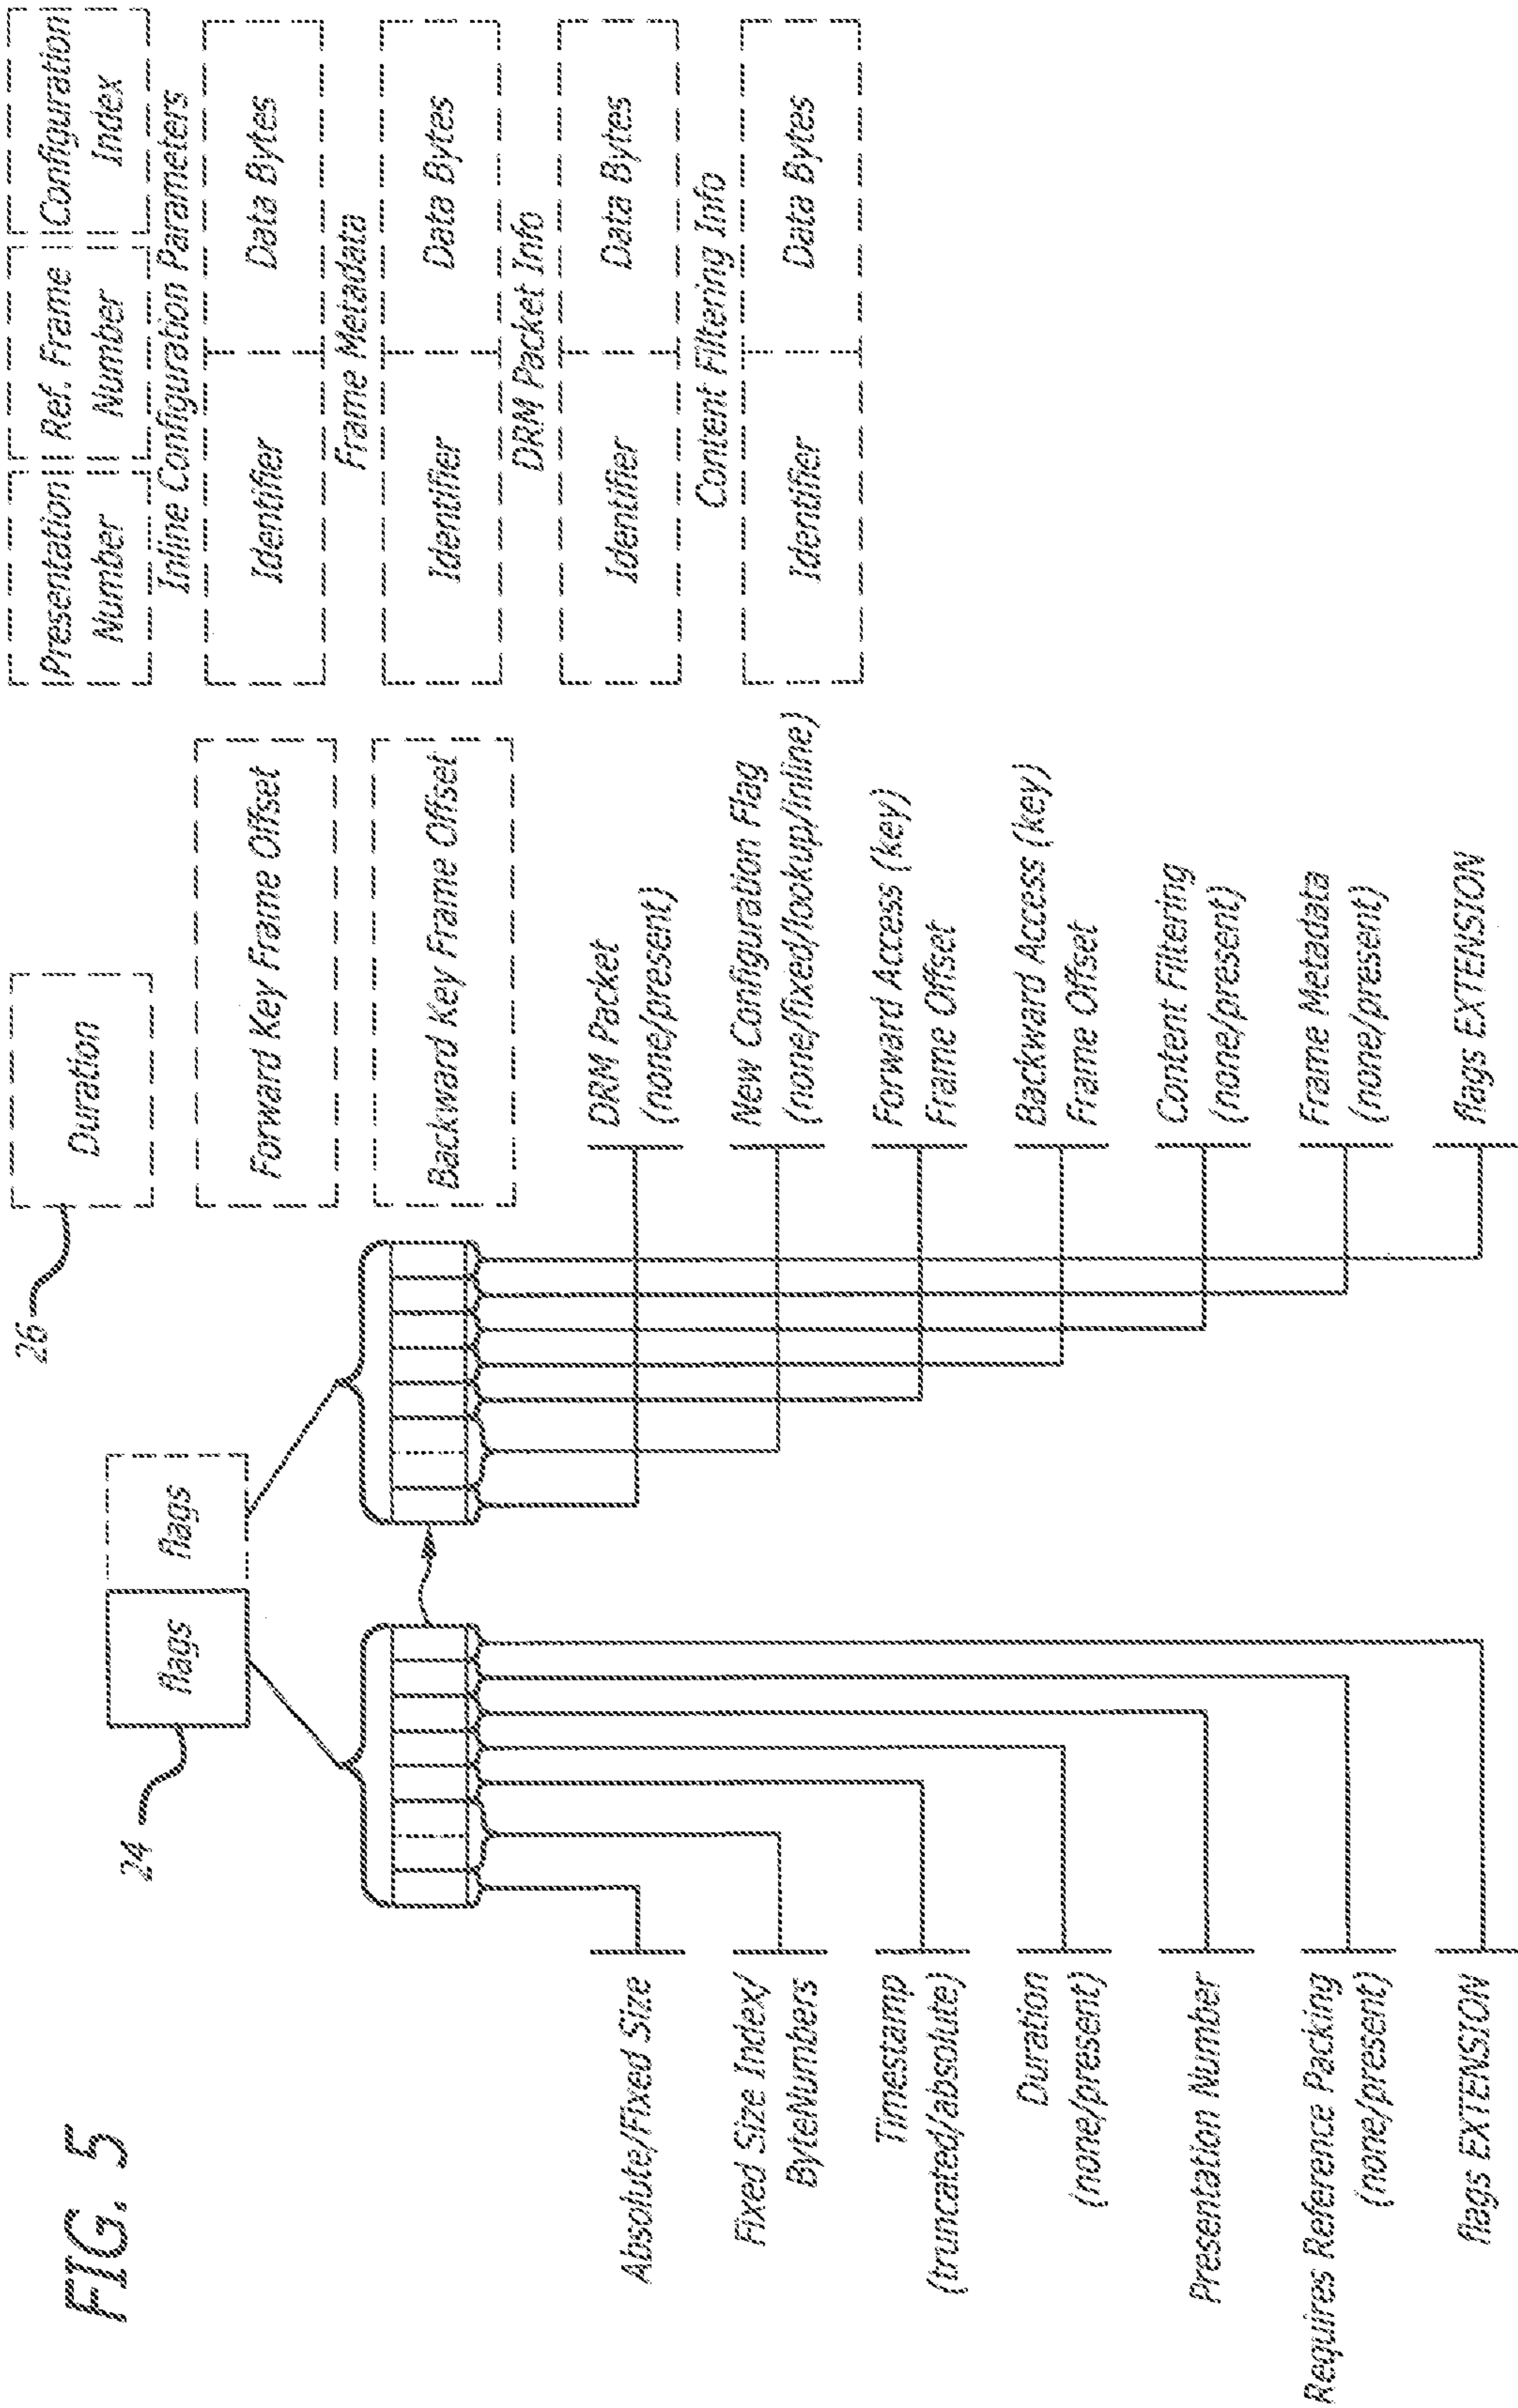 FIG. 5
24
flags
flags
26
Duration
Presentation
Number
Ref. Frame
Number
Configuration
Index
Inline Configuration Parameters
Forward Key Frame Offset
Identifier
Data Bytes
Frame Metadata
Backward Key Frame Offset
Identifier
Data Bytes
DRM Packet Info
Identifier
Data Bytes
Content Filtering Info
Identifier
Data Bytes
Absolute/Fixed Size
Fixed Size Index/
ByteNumbers
Timestamp
(truncated/absolute)
Duration
(none/present)
Presentation Number
Requires Reference Packing
(none/present)
flags EXTENSION
DRM Packet
(none/present)
New Configuration Flag
(none/fixed/lookup/inline)
Forward Access (key)
Frame Offset
Backward Access (key)
Frame Offset
Content Filtering
(none/present)
Frame Metadata
(none/present)
flags EXTENSION